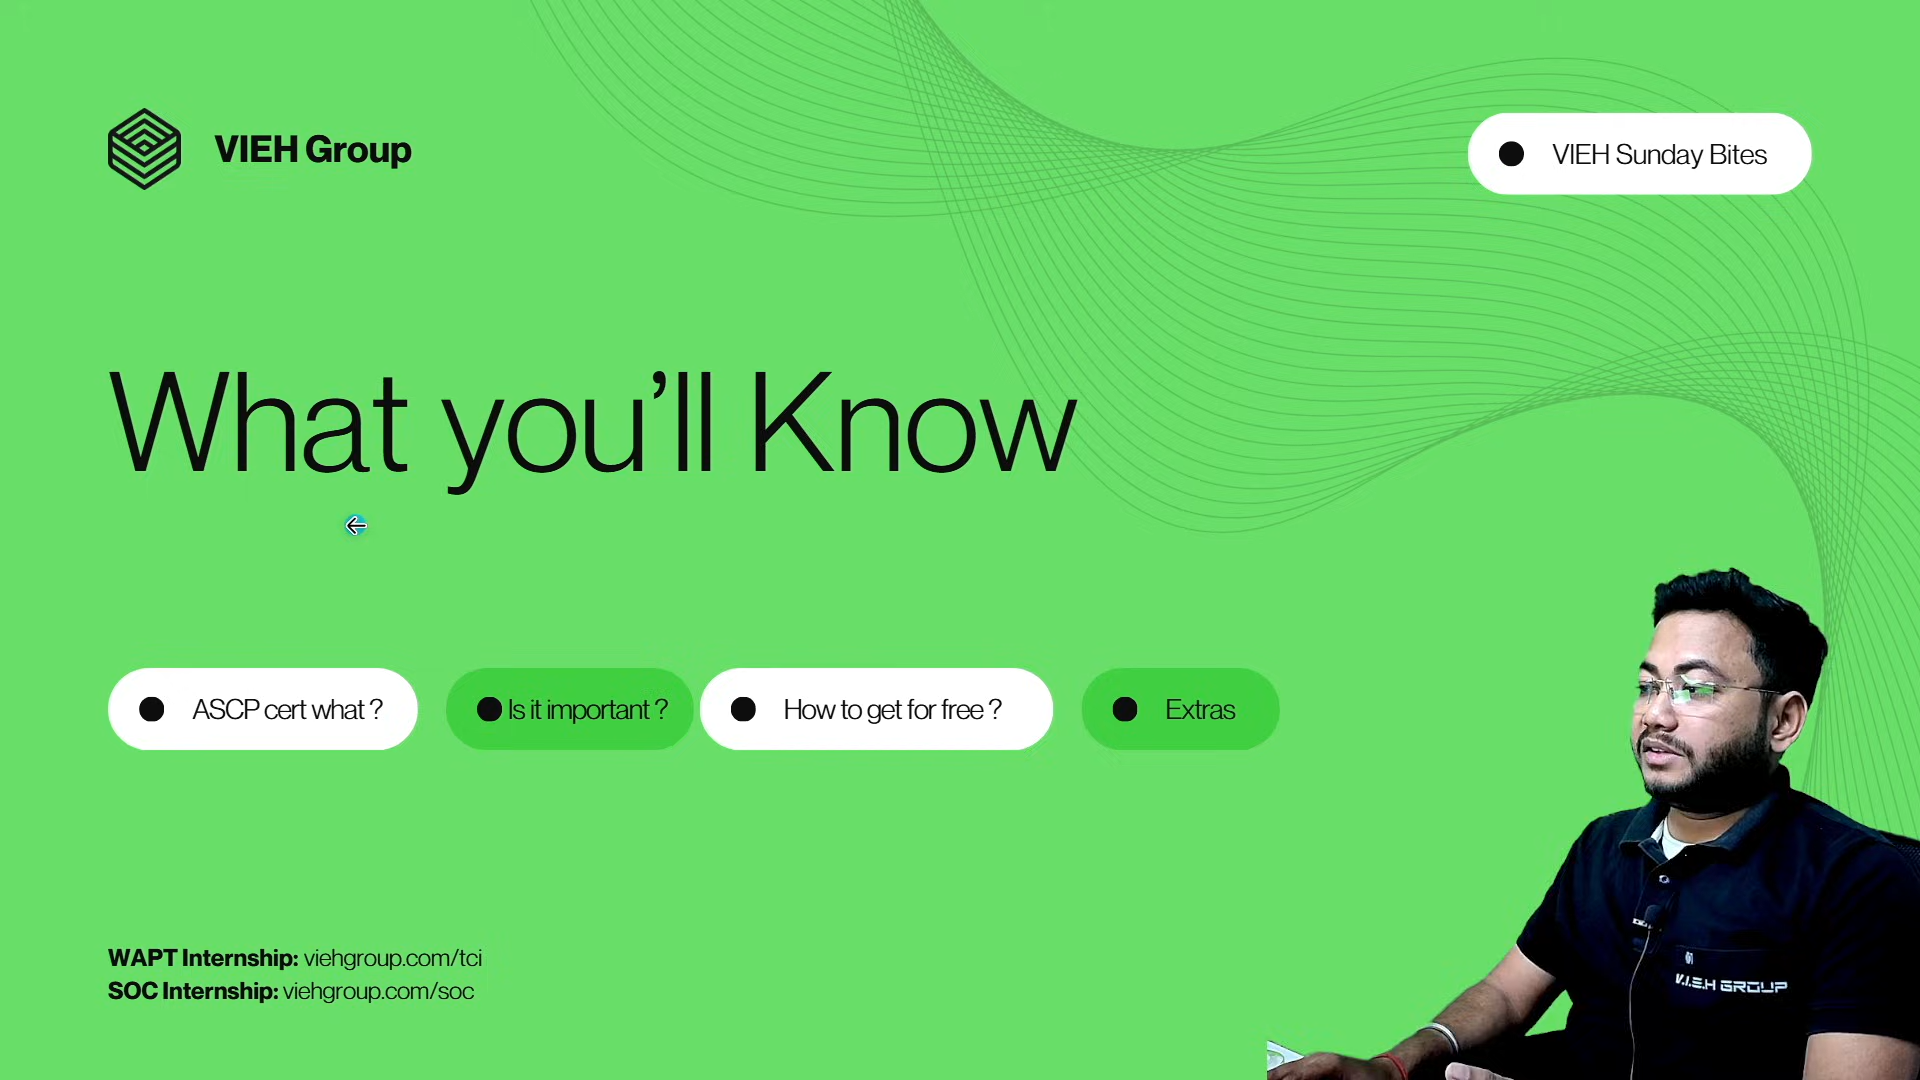 VIEH Group
VIEH Sunday Bites
What you’ll Know
ASCP cert what ?
Is it important ?
How to get for free ?
Extras
WAPT Internship: viehgroup.com/tci
SOC Internship: viehgroup.com/soc
V.I.E.H GROUP